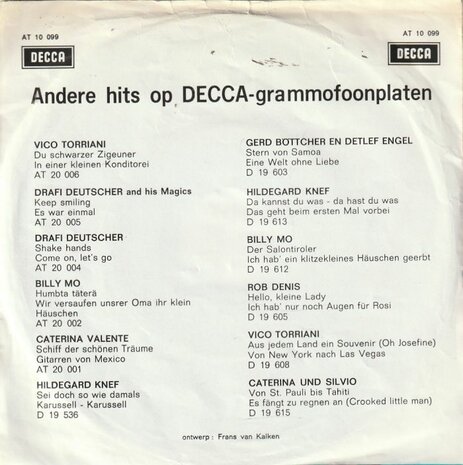 AT 10 099
AT 10 099
DECCA
DECCA
Andere hits op DECCA-grammofoonplaten
VICO TORRIANI
Du schwarzer Zigeuner
In einer kleinen Konditorei
AT 20 006
DRAFI DEUTSCHER and his Magics
Keep smiling
Es war einmal
AT 20 005
DRAFI DEUTSCHER
Shake hands
Come on, let's go
AT 20 004
BILLY MO
Humbta täterä
Wir versaufen unsrer Oma ihr klein
Häuschen
AT 20 002
CATERINA VALENTE
Schiff der schönen Träume
Gitarren von Mexico
AT 20 001
HILDEGARD KNEF
Sei doch so wie damals
Karussell - Karussell
D 19 536
GERD BÖTTCHER EN DETLEF ENGEL
Stern von Samoa
Eine Welt ohne Liebe
D 19 603
HILDEGARD KNEF
Da kannst du was - da hast du was
Das geht beim ersten Mal vorbei
D 19 613
BILLY MO
Der Salontiroler
Ich hab' ein klitzekleines Häuschen geerbt
D 19 612
ROB DENIS
Hello, kleine Lady
Ich hab' nur noch Augen für Rosi
D 19 605
VICO TORRIANI
Aus jedem Land ein Souvenir (Oh Josefine)
Von New York nach Las Vegas
D 19 608
CATERINA UND SILVIO
Von St. Pauli bis Tahiti
Es fängt zu regnen an (Crooked little man)
D 19 615
ontwerp : Frans van Kalken